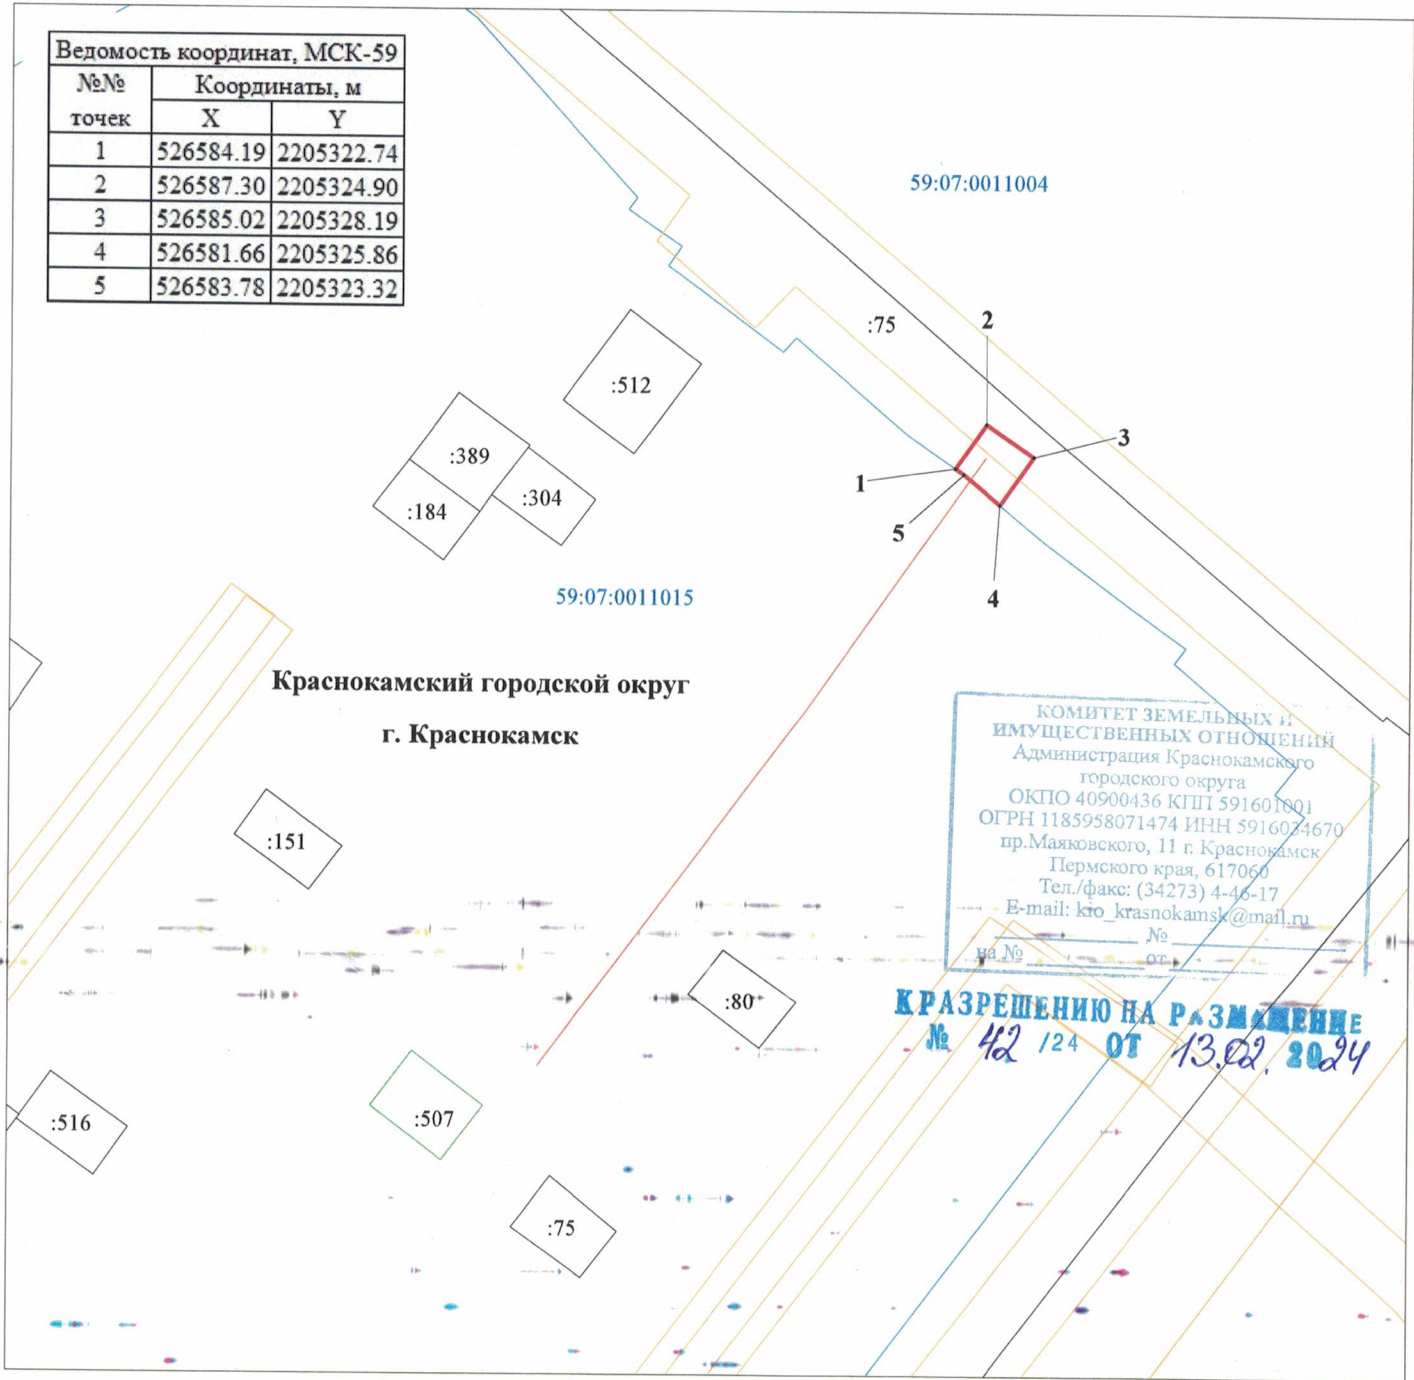 Ведомость координат, МСК-59
№№ точек Координаты, м
X Y
1 526584.19 2205322.74
2 526587.30 2205324.90
3 526585.02 2205328.19
4 526581.66 2205325.86
5 526583.78 2205323.32
59:07:0011004
:75
2
3
1
5
4
:512
:389
:304
:184
59:07:0011015
Краснокамский городской округ
г. Краснокамск
КОМИТЕТ ЗЕМЕЛЬНЫХ И
ИМУЩЕСТВЕННЫХ ОТНОШЕНИЙ
Администрация Краснокамского
городского округа
ОКПО 40900436 КПП 591601001
ОГРН 1185958071474 ИНН 5916034670
пр.Маяковского, 11 г. Краснокамск
Пермского края, 617060
Тел./факс: (34273) 4-46-17
E-mail: kio_krasnokamsk@mail.ru
№
на № от
:151
:80
К РАЗРЕШЕНИЮ НА РАЗМЕЩЕНИЕ
№ 42 /24 ОТ 13.02. 2024
:507
:516
:75